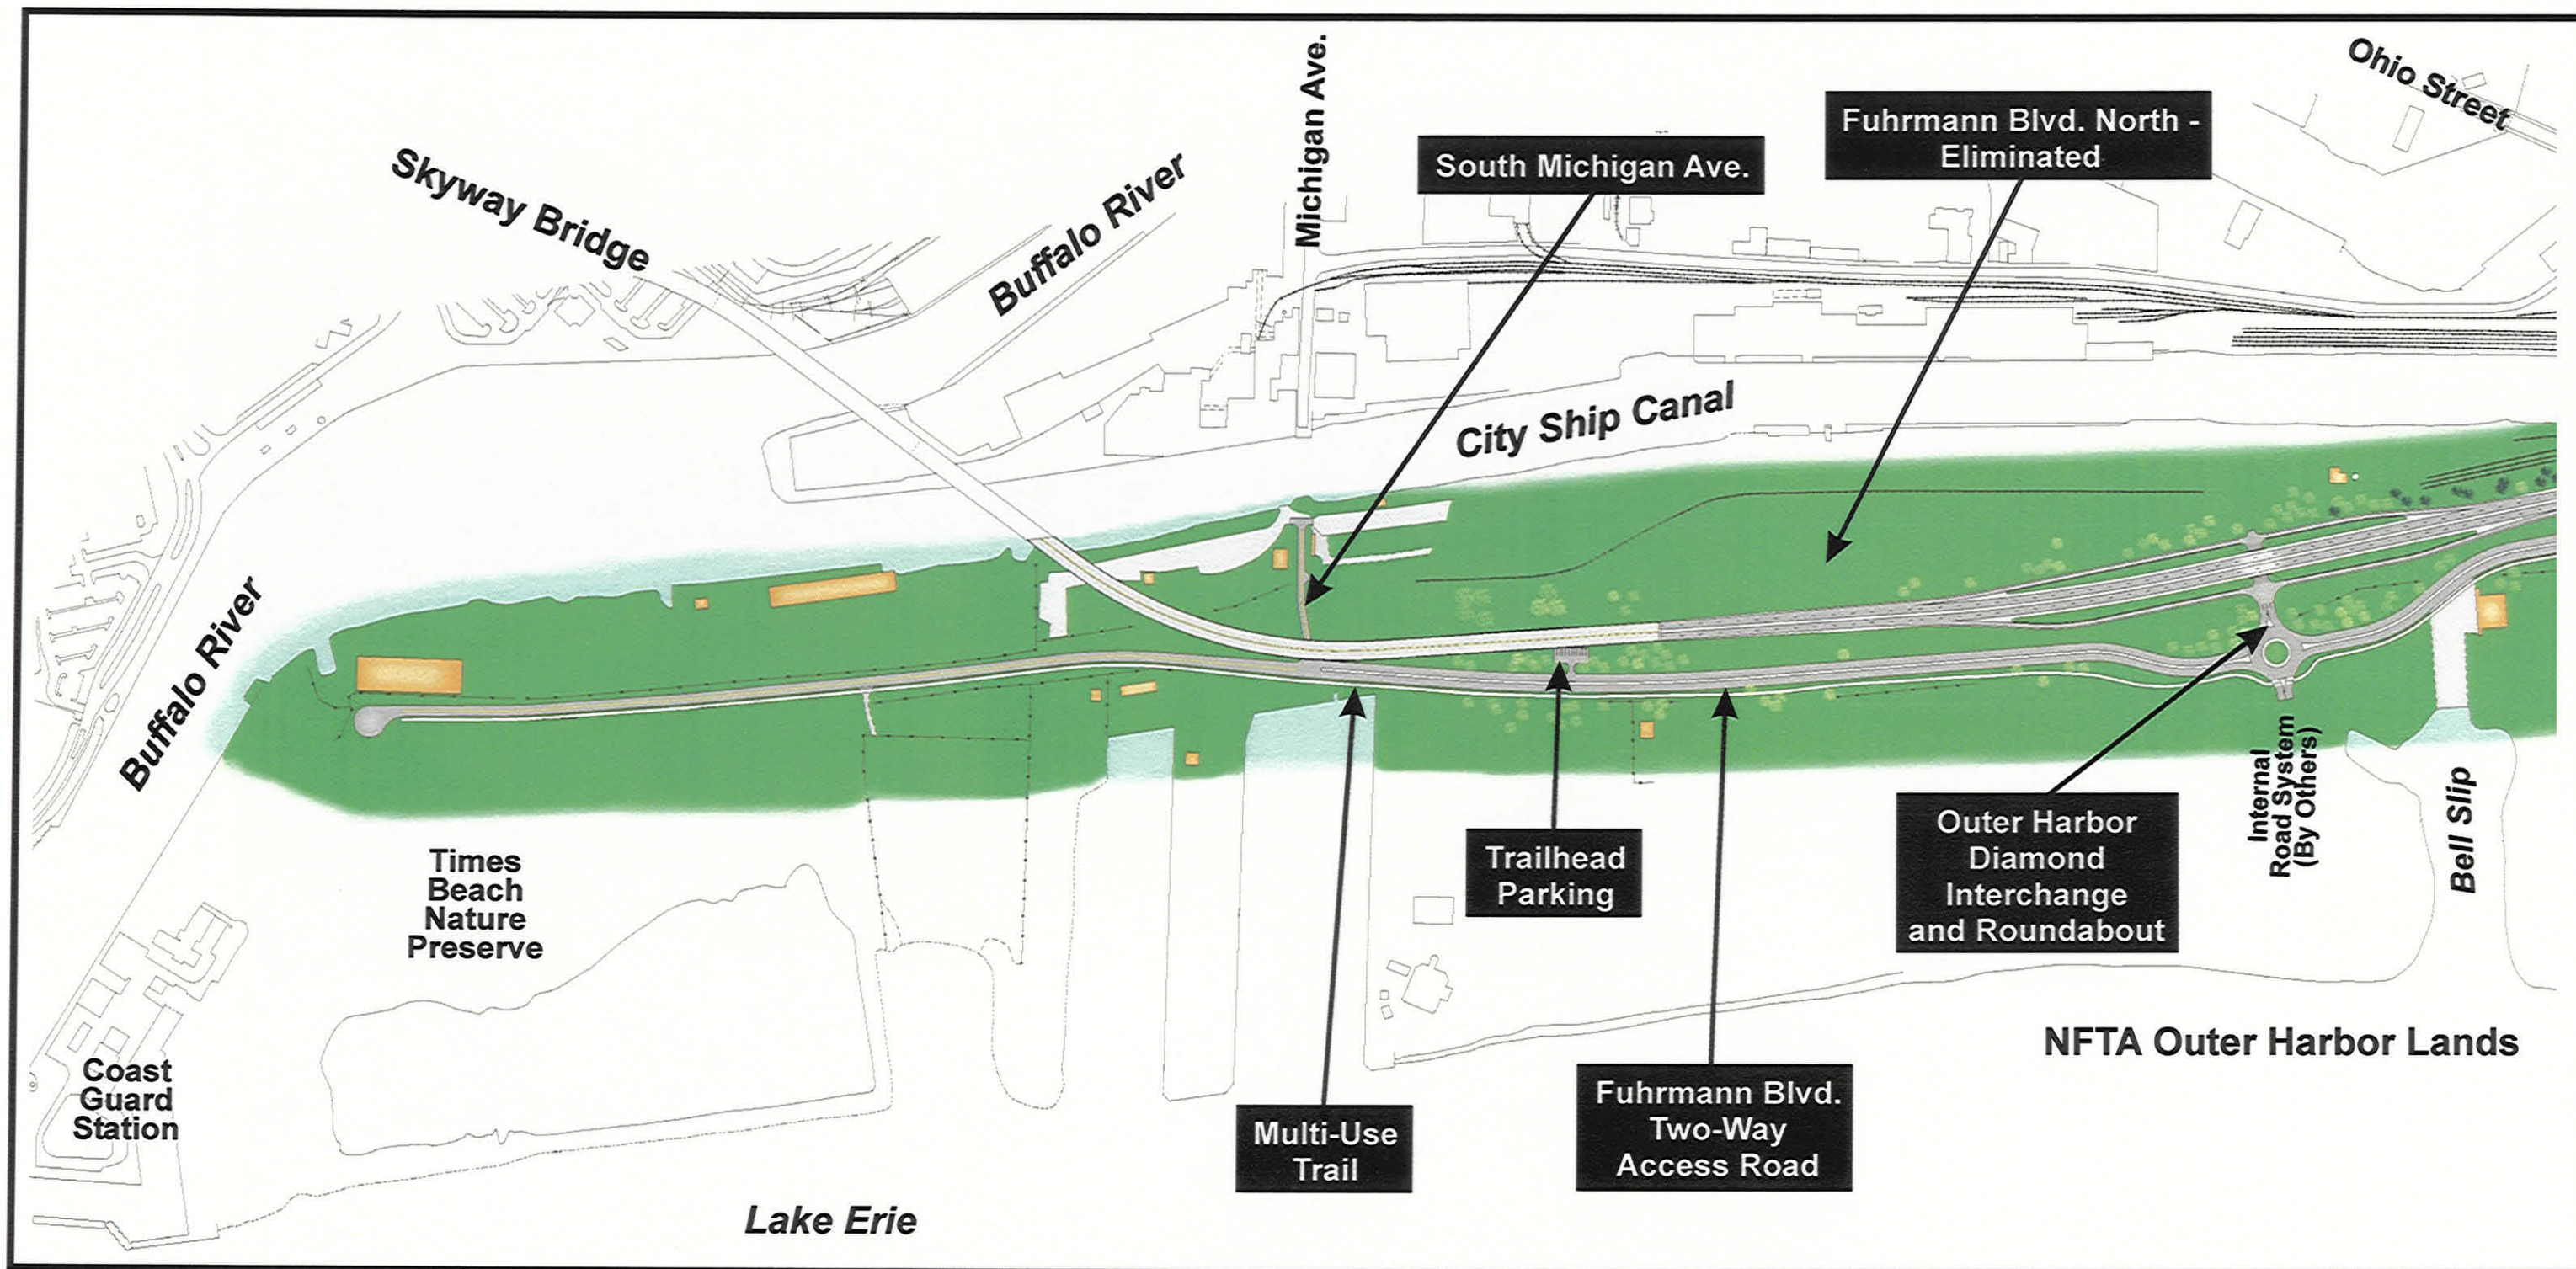 Ohio Street
Michigan Ave.
Fuhrmann Blvd. North -
Eliminated
South Michigan Ave.
Skyway Bridge
Buffalo River
City Ship Canal
Buffalo River
Internal
Road System
(By Others)
Bell Slip
Outer Harbor
Diamond
Interchange
and Roundabout
Trailhead
Parking
Times
Beach
Nature
Preserve
NFTA Outer Harbor Lands
Coast
Guard
Station
Fuhrmann Blvd.
Two-Way
Access Road
Multi-Use
Trail
Lake Erie